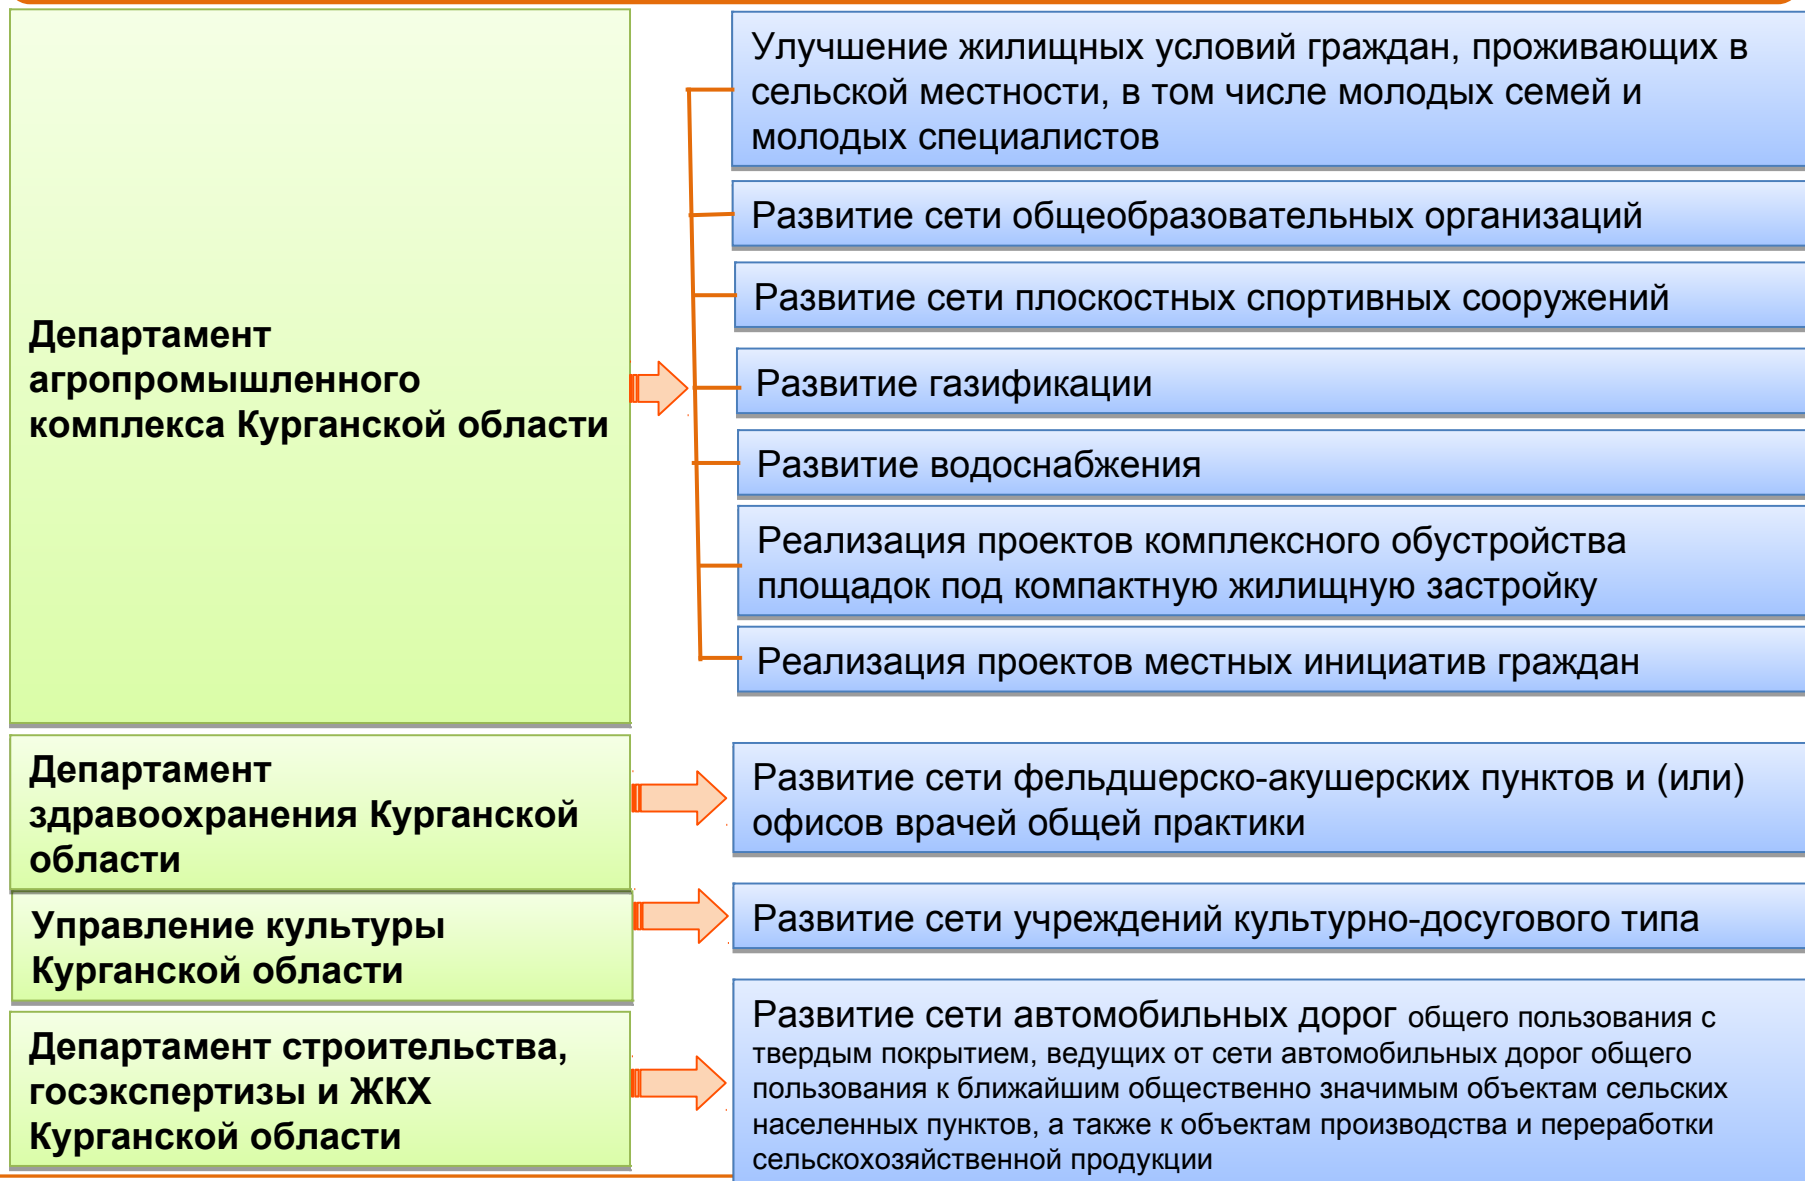 Департамент
агропромышленного
комплекса Курганской области
Улучшение жилищных условий граждан, проживающих в
сельской местности, в том числе молодых семей и
молодых специалистов
Развитие сети общеобразовательных организаций
Развитие сети плоскостных спортивных сооружений
Развитие газификации
Развитие водоснабжения
Реализация проектов комплексного обустройства
площадок под компактную жилищную застройку
Реализация проектов местных инициатив граждан
Департамент
здравоохранения Курганской
области
Развитие сети фельдшерско-акушерских пунктов и (или)
офисов врачей общей практики
Управление культуры
Курганской области
Развитие сети учреждений культурно-досугового типа
Департамент строительства,
госэкспертизы и ЖКХ
Курганской области
Развитие сети автомобильных дорог общего пользования с
твердым покрытием, ведущих от сети автомобильных дорог общего
пользования к ближайшим общественно значимым объектам сельских
населенных пунктов, а также к объектам производства и переработки
сельскохозяйственной продукции